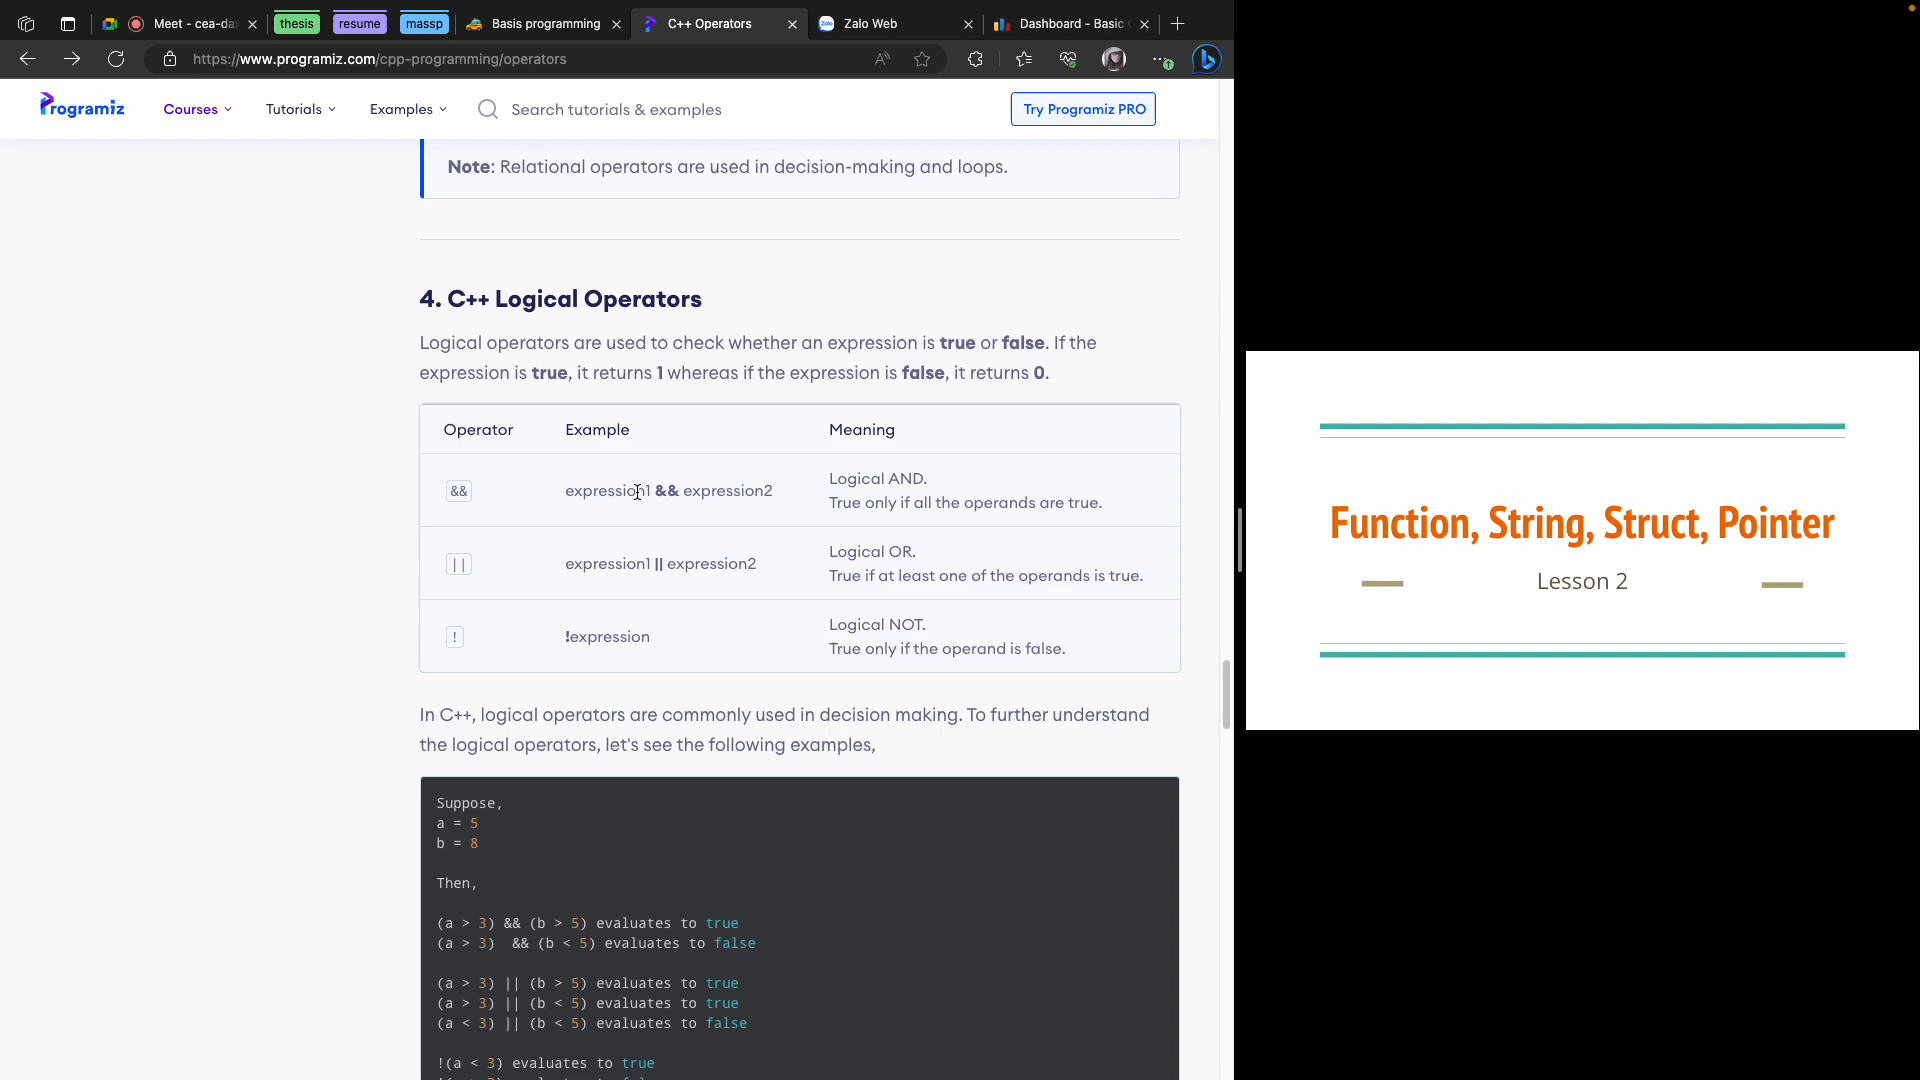 Meet - cea-da
thesis
resume
massp
Basis programming
C++ Operators
Zalo Web
Dashboard - Basic
https://www.programiz.com/cpp-programming/operators
Programiz
Courses
Tutorials
Examples
Search tutorials & examples
Try Programiz PRO
Note: Relational operators are used in decision-making and loops.
4. C++ Logical Operators
Logical operators are used to check whether an expression is true or false. If the
expression is true, it returns 1 whereas if the expression is false, it returns 0.
Operator Example Meaning
&& expression1 && expression2 Logical AND.
True only if all the operands are true.
|| expression1 || expression2 Logical OR.
True if at least one of the operands is true.
! !expression Logical NOT.
True only if the operand is false.
In C++, logical operators are commonly used in decision making. To further understand
the logical operators, let's see the following examples,
Suppose,
a = 5
b = 8
Then,
(a > 3) && (b > 5) evaluates to true
(a > 3)  && (b < 5) evaluates to false
(a > 3) || (b > 5) evaluates to true
(a > 3) || (b < 5) evaluates to true
(a < 3) || (b < 5) evaluates to false
!(a < 3) evaluates to true
Function, String, Struct, Pointer
Lesson 2